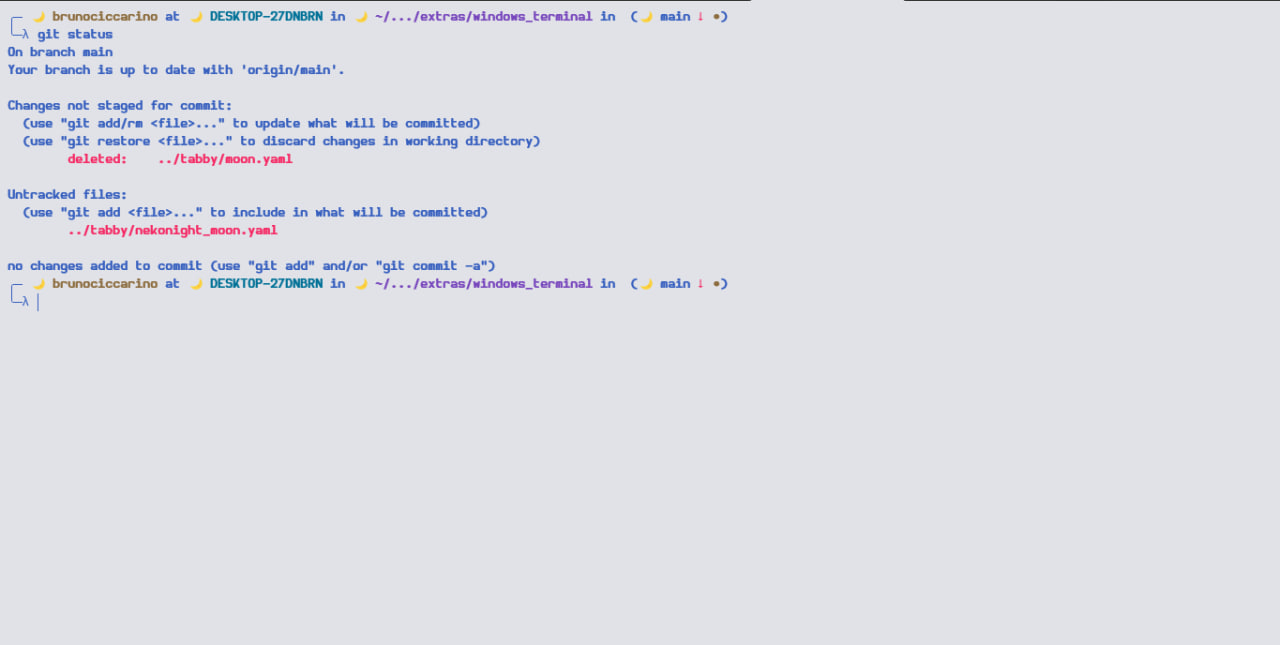 ┌─ 🌙 brunociccarino at 🌙 DESKTOP-27DNBRN in 🌙 ~/.../extras/windows_terminal in (🌙 main ↓ •)
└─λ git status
On branch main
Your branch is up to date with 'origin/main'.
Changes not staged for commit:
(use "git add/rm <file>..." to update what will be committed)
(use "git restore <file>..." to discard changes in working directory)
deleted: ../tabby/moon.yaml
Untracked files:
(use "git add <file>..." to include in what will be committed)
../tabby/nekonight_moon.yaml
no changes added to commit (use "git add" and/or "git commit -a")
┌─ 🌙 brunociccarino at 🌙 DESKTOP-27DNBRN in 🌙 ~/.../extras/windows_terminal in (🌙 main ↓ •)
└─λ